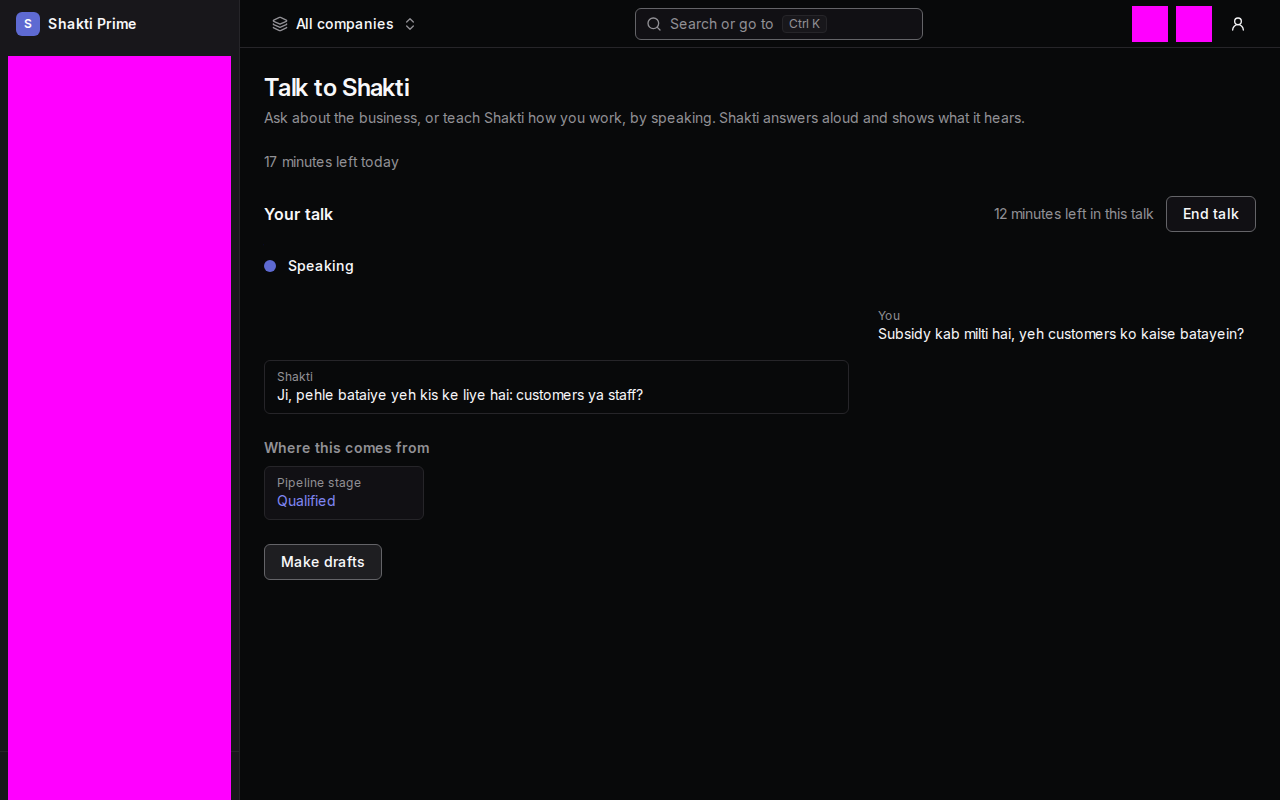 S Shakti Prime
All companies
Search or go to Ctrl K
Talk to Shakti
Ask about the business, or teach Shakti how you work, by speaking. Shakti answers aloud and shows what it hears.
17 minutes left today
Your talk
12 minutes left in this talk
End talk
Speaking
You
Subsidy kab milti hai, yeh customers ko kaise batayein?
Shakti
Ji, pehle bataiye yeh kis ke liye hai: customers ya staff?
Where this comes from
Pipeline stage
Qualified
Make drafts